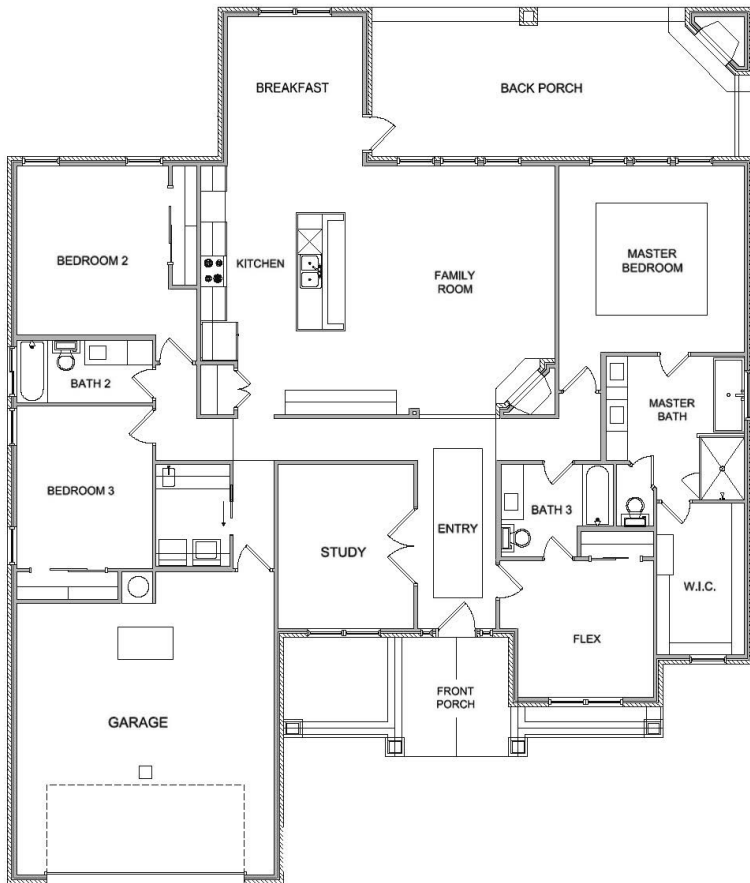 BREAKFAST
BACK PORCH
BEDROOM 2
KITCHEN
FAMILY
ROOM
MASTER
BEDROOM
BATH 2
MASTER
BATH
BEDROOM 3
BATH 3
ENTRY
STUDY
W.I.C.
FLEX
FRONT
PORCH
GARAGE